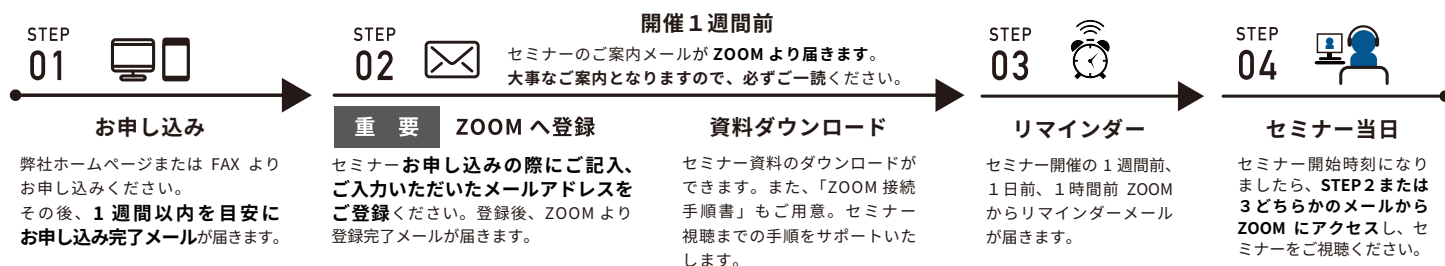 STEP
01
お申し込み
弊社ホームページまたは FAX より
お申し込みください。
その後、1 週間以内を目安に
お申し込み完了メールが届きます。
STEP
02
開催1週間前
セミナーのご案内メールが ZOOM より届きます。
大事なご案内となりますので、必ずご一読ください。
重 要 ZOOM へ登録
セミナーお申し込みの際にご記入、
ご入力いただいたメールアドレスを
ご登録ください。登録後、ZOOM より
登録完了メールが届きます。
資料ダウンロード
セミナー資料のダウンロードが
できます。また、「ZOOM 接続
手順書」もご用意。セミナー
視聴までの手順をサポートいた
します。
STEP
03
リマインダー
セミナー開催の 1 週間前、
1日前、1時間前 ZOOM
からリマインダーメール
が届きます。
STEP
04
セミナー当日
セミナー開始時刻になり
ましたら、STEP2または
3どちらかのメールから
ZOOM にアクセスし、セ
ミナーをご視聴ください。